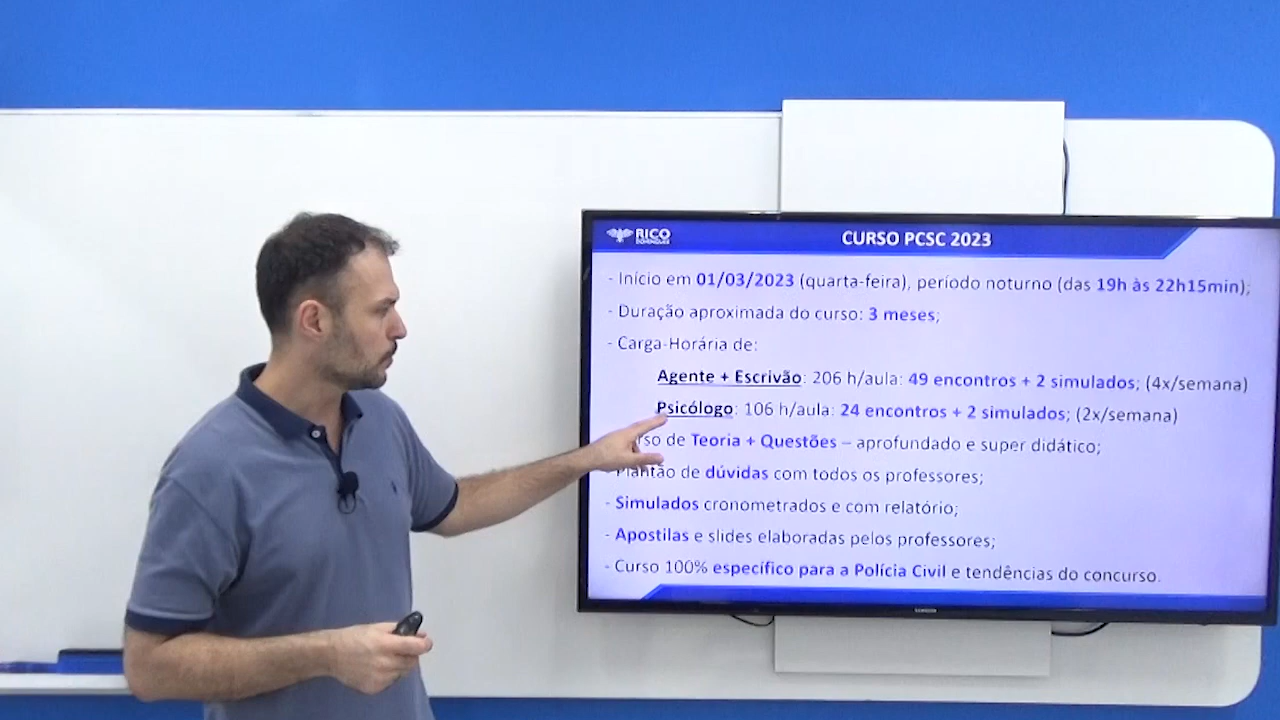 RICO
DOMINGUES
CURSO PCSC 2023
- Início em 01/03/2023 (quarta-feira), período noturno (das 19h às 22h15min);
- Duração aproximada do curso: 3 meses;
- Carga-Horária de:
Agente + Escrivão: 206 h/aula: 49 encontros + 2 simulados; (4x/semana)
Psicólogo: 106 h/aula: 24 encontros + 2 simulados; (2x/semana)
rso de Teoria + Questões – aprofundado e super didático;
- Plantão de dúvidas com todos os professores;
- Simulados cronometrados e com relatório;
- Apostilas e slides elaboradas pelos professores;
- Curso 100% específico para a Polícia Civil e tendências do concurso.
SAMSUNG